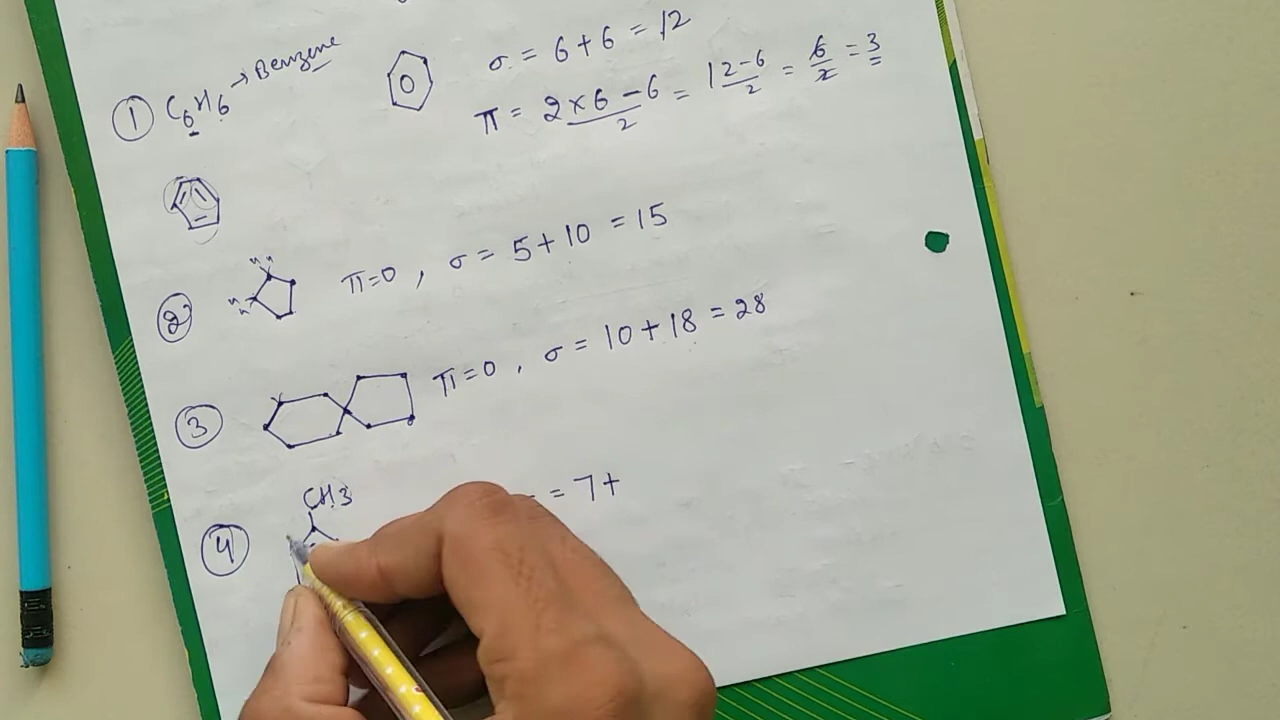 ① C6H6 → Benzene
σ = 6+6 = 12
π = 2×6-6/2 = 12-6/2 = 6/2 = 3
② H H H H π=0 , σ = 5+10 = 15
③ π=0 , σ = 10+18 = 28
④ CH3 = 7+